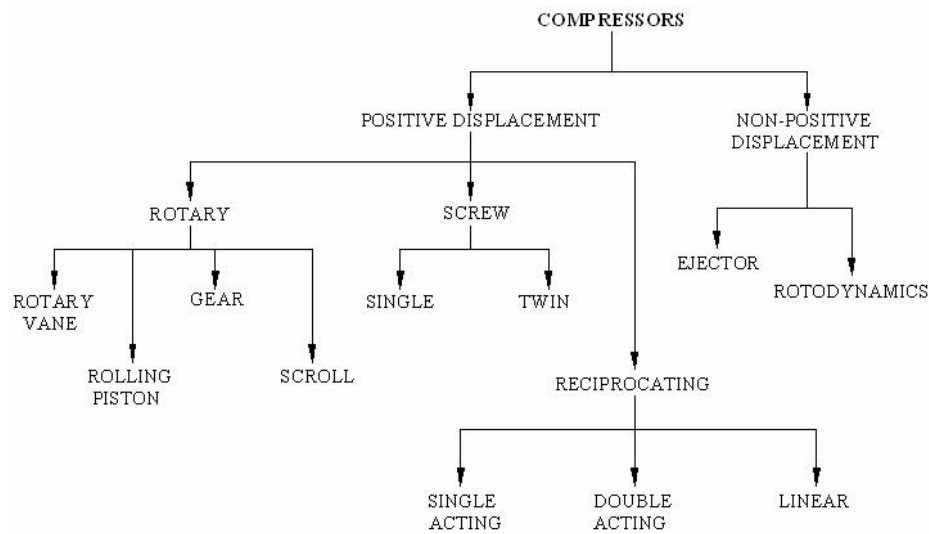 COMPRESSORS
POSITIVE DISPLACEMENT
NON-POSITIVE
DISPLACEMENT
ROTARY
SCREW
EJECTOR
ROTODYNAMICS
ROTARY
VANE
GEAR
SINGLE
TWIN
ROLLING
PISTON
SCROLL
RECIPROCATING
SINGLE
ACTING
DOUBLE
ACTING
LINEAR